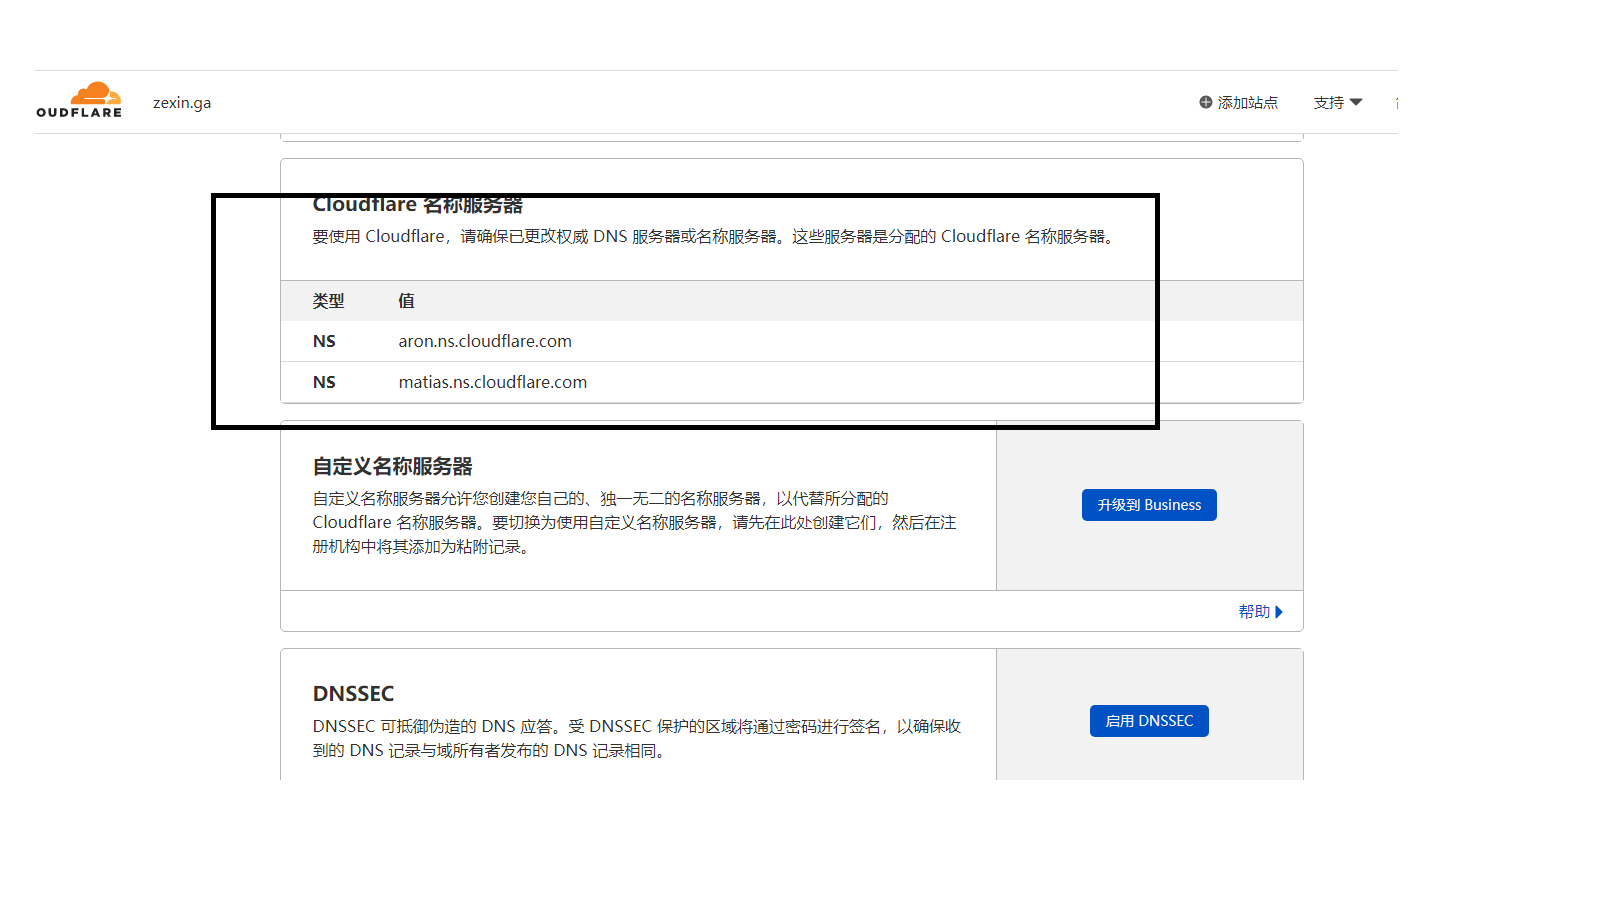 OUDFLARE
zexin.ga
添加站点
支持
Cloudflare 名称服务器
要使用 Cloudflare，请确保已更改权威 DNS 服务器或名称服务器。这些服务器是分配的 Cloudflare 名称服务器。
类型 值
NS aron.ns.cloudflare.com
NS matias.ns.cloudflare.com
自定义名称服务器
自定义名称服务器允许您创建您自己的、独一无二的名称服务器，以代替所分配的
Cloudflare 名称服务器。要切换为使用自定义名称服务器，请先在此处创建它们，然后在注
册机构中将其添加为粘附记录。
升级到 Business
帮助
DNSSEC
DNSSEC 可抵御伪造的 DNS 应答。受 DNSSEC 保护的区域将通过密码进行签名，以确保收
到的 DNS 记录与域所有者发布的 DNS 记录相同。
启用 DNSSEC